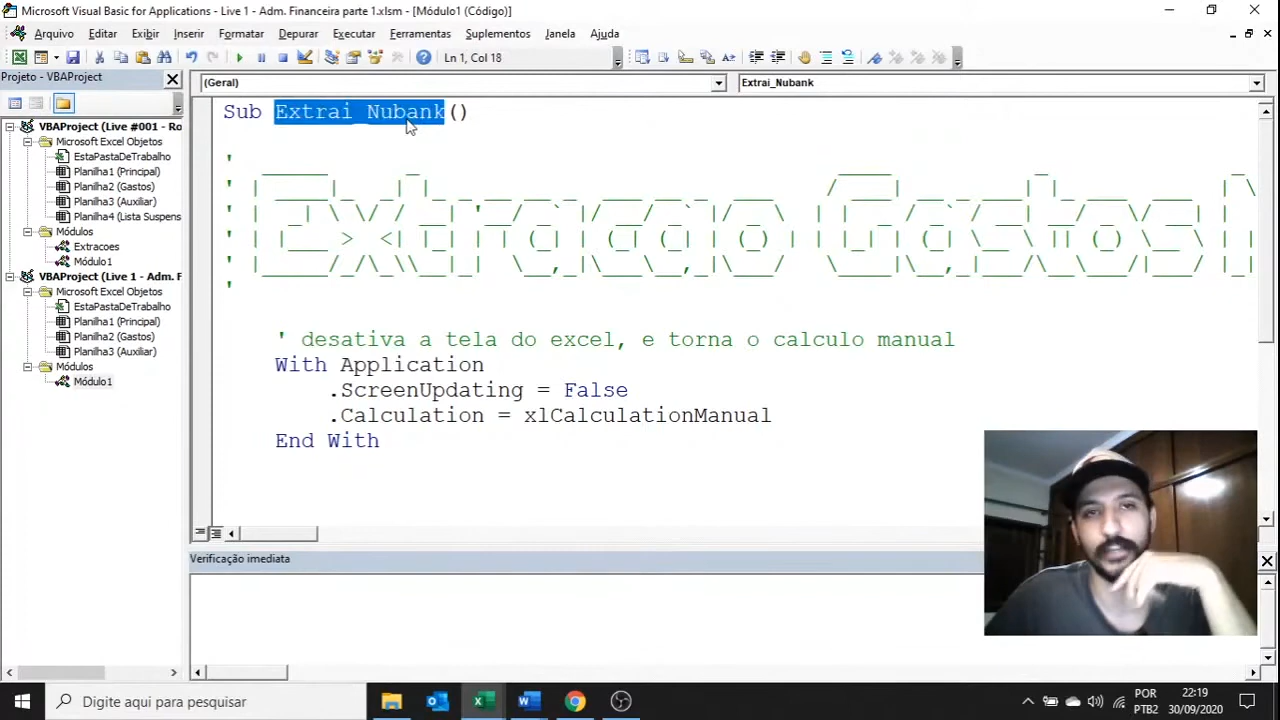 Microsoft Visual Basic for Applications - Live 1 - Adm. Financeira parte 1.xlsm - [Módulo1 (Código)]
Arquivo Editar Exibir Inserir Formatar Depurar Executar Ferramentas Suplementos Janela Ajuda
Ln 1, Col 18
Projeto - VBAProject
(Geral)
Extrai_Nubank
VBAProject (Live #001 - Ro
Microsoft Excel Objetos
EstaPastaDeTrabalho
Planilha1 (Principal)
Planilha2 (Gastos)
Planilha3 (Auxiliar)
Planilha4 (Lista Suspens
Módulos
Extracoes
Módulo1
VBAProject (Live 1 - Adm. F
Microsoft Excel Objetos
EstaPastaDeTrabalho
Planilha1 (Principal)
Planilha2 (Gastos)
Planilha3 (Auxiliar)
Módulos
Módulo1
Sub Extrai_Nubank()
Extracao Gastos
' desativa a tela do excel, e torna o calculo manual
With Application
.ScreenUpdating = False
.Calculation = xlCalculationManual
End With
Verificação imediata
Digite aqui para pesquisar
POR
PTB2
22:19
30/09/2020